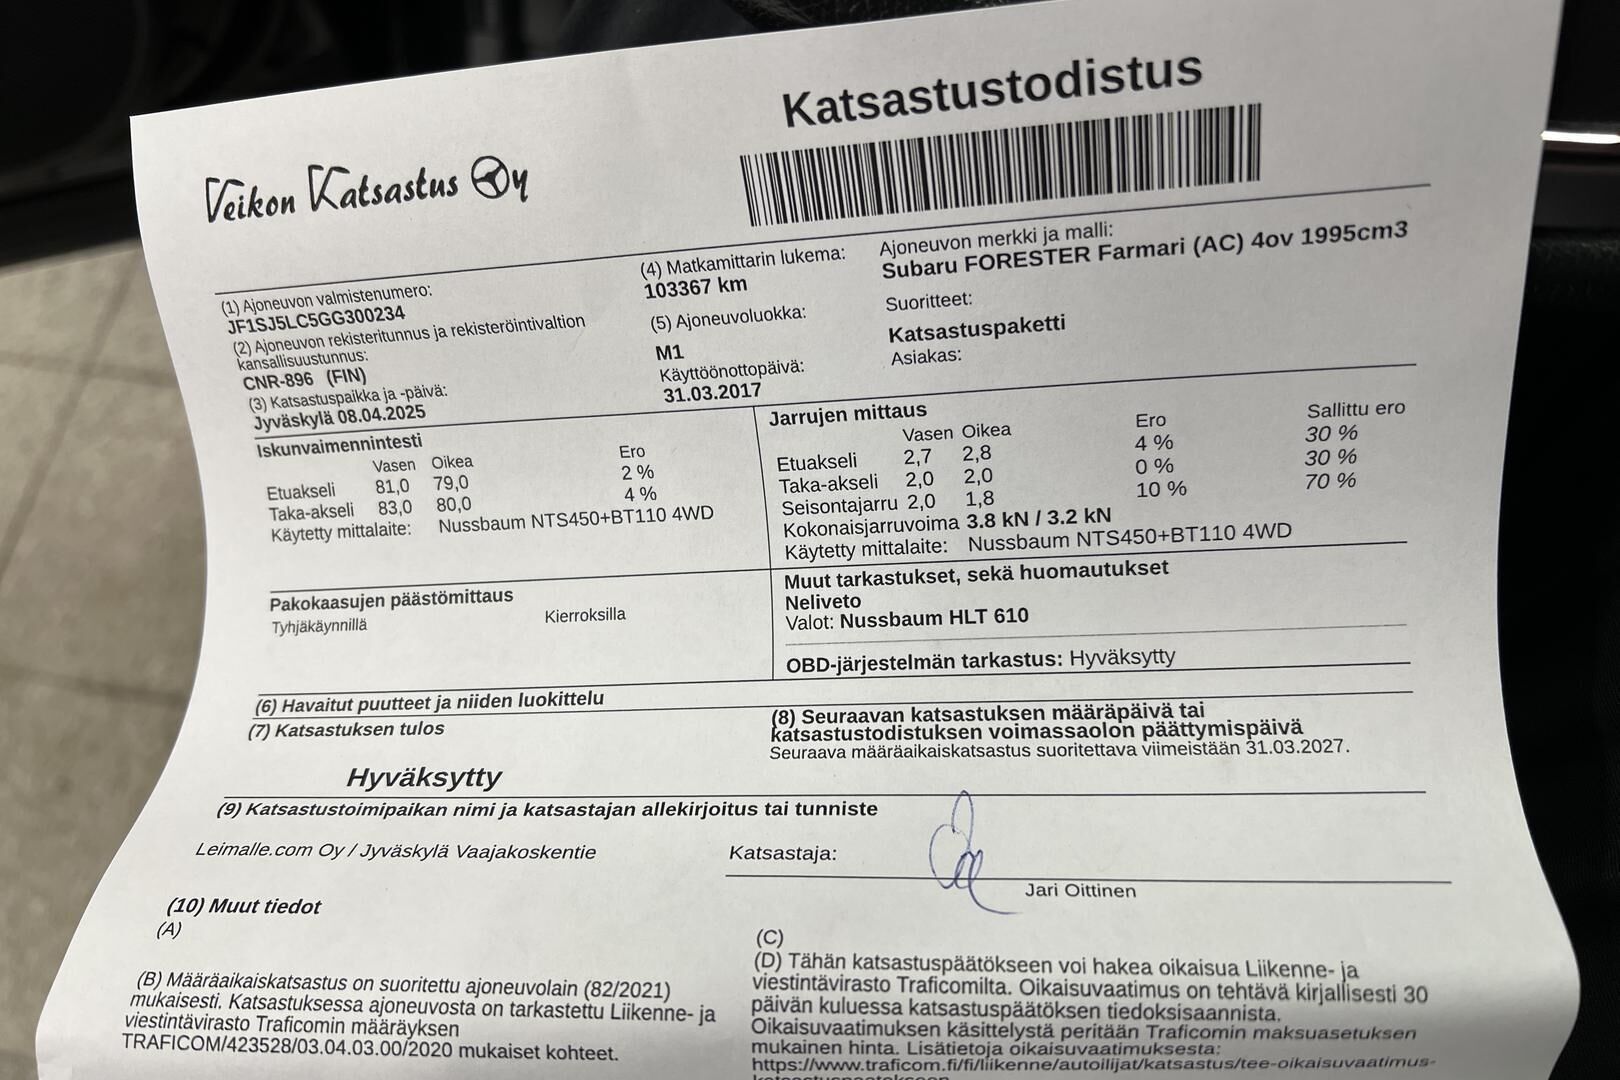 Katsastustodistus
Veikon Katsastus Oy
(1) Ajoneuvon valmistenumero:
JF1SJ5LC5GG300234
(2) Ajoneuvon rekisteritunnus ja rekisteröintivaltion
kansallisuustunnus:
CNR-896 (FIN)
(3) Katsastuspaikka ja -päivä:
Jyväskylä 08.04.2025
(4) Matkamittarin lukema:
103367 km
(5) Ajoneuvoluokka:
M1
Käyttöönottopäivä:
31.03.2017
Ajoneuvon merkki ja malli:
Subaru FORESTER Farmari (AC) 4ov 1995cm3
Suoritteet:
Katsastuspaketti
Asiakas:
Iskunvaimennintesti
Vasen Oikea Ero
Etuakseli 81,0 79,0 2 %
Taka-akseli 83,0 80,0 4 %
Käytetty mittalaite: Nussbaum NTS450+BT110 4WD
Jarrujen mittaus
Vasen Oikea Ero Sallittu ero
Etuakseli 2,7 2,8 4 % 30 %
Taka-akseli 2,0 2,0 0 % 30 %
Seisontajarru 2,0 1,8 10 % 70 %
Kokonaisjarruvoima 3.8 kN / 3.2 kN
Käytetty mittalaite: Nussbaum NTS450+BT110 4WD
Pakokaasujen päästömittaus
Tyhjäkäynnillä Kierroksilla
Muut tarkastukset, sekä huomautukset
Neliveto
Valot: Nussbaum HLT 610
OBD-järjestelmän tarkastus: Hyväksytty
(6) Havaitut puutteet ja niiden luokittelu
(7) Katsastuksen tulos
Hyväksytty
(8) Seuraavan katsastuksen määräpäivä tai
katsastustodistuksen voimassaolon päättymispäivä
Seuraava määräaikaiskatsastus suoritettava viimeistään 31.03.2027.
(9) Katsastustoimipaikan nimi ja katsastajan allekirjoitus tai tunniste
Leimalle.com Oy / Jyväskylä Vaajakoskentie
Katsastaja:
Jari Oittinen
(10) Muut tiedot
(A)
(B) Määräaikaiskatsastus on suoritettu ajoneuvolain (82/2021)
mukaisesti. Katsastuksessa ajoneuvosta on tarkastettu Liikenne- ja
viestintävirasto Traficomin määräyksen
TRAFICOM/423528/03.04.03.00/2020 mukaiset kohteet.
(C)
(D) Tähän katsastuspäätökseen voi hakea oikaisua Liikenne- ja
viestintävirasto Traficomilta. Oikaisuvaatimus on tehtävä kirjallisesti 30
päivän kuluessa katsastuspäätöksen tiedoksisaannista.
Oikaisuvaatimuksen käsittelystä peritään Traficomin maksuasetuksen
mukainen hinta. Lisätietoja oikaisuvaatimuksesta:
https://www.traficom.fi/fi/liikenne/autoilijat/katsastus/tee-oikaisuvaatimus-